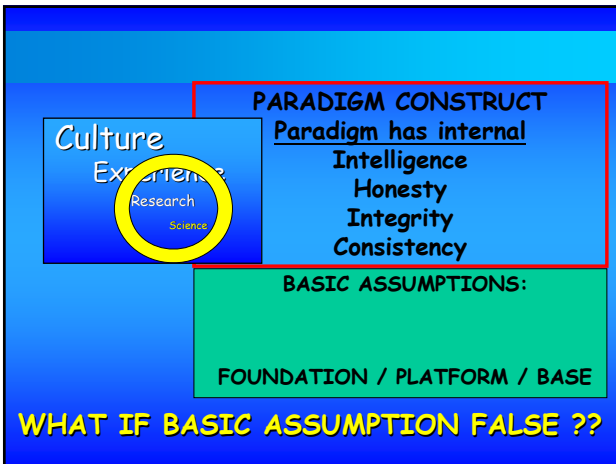 PARADIGM CONSTRUCT
Paradigm has internal
Intelligence
Honesty
Integrity
Consistency
Culture
Experience
Research
Science
BASIC ASSUMPTIONS:
FOUNDATION / PLATFORM / BASE
WHAT IF BASIC ASSUMPTION FALSE ??